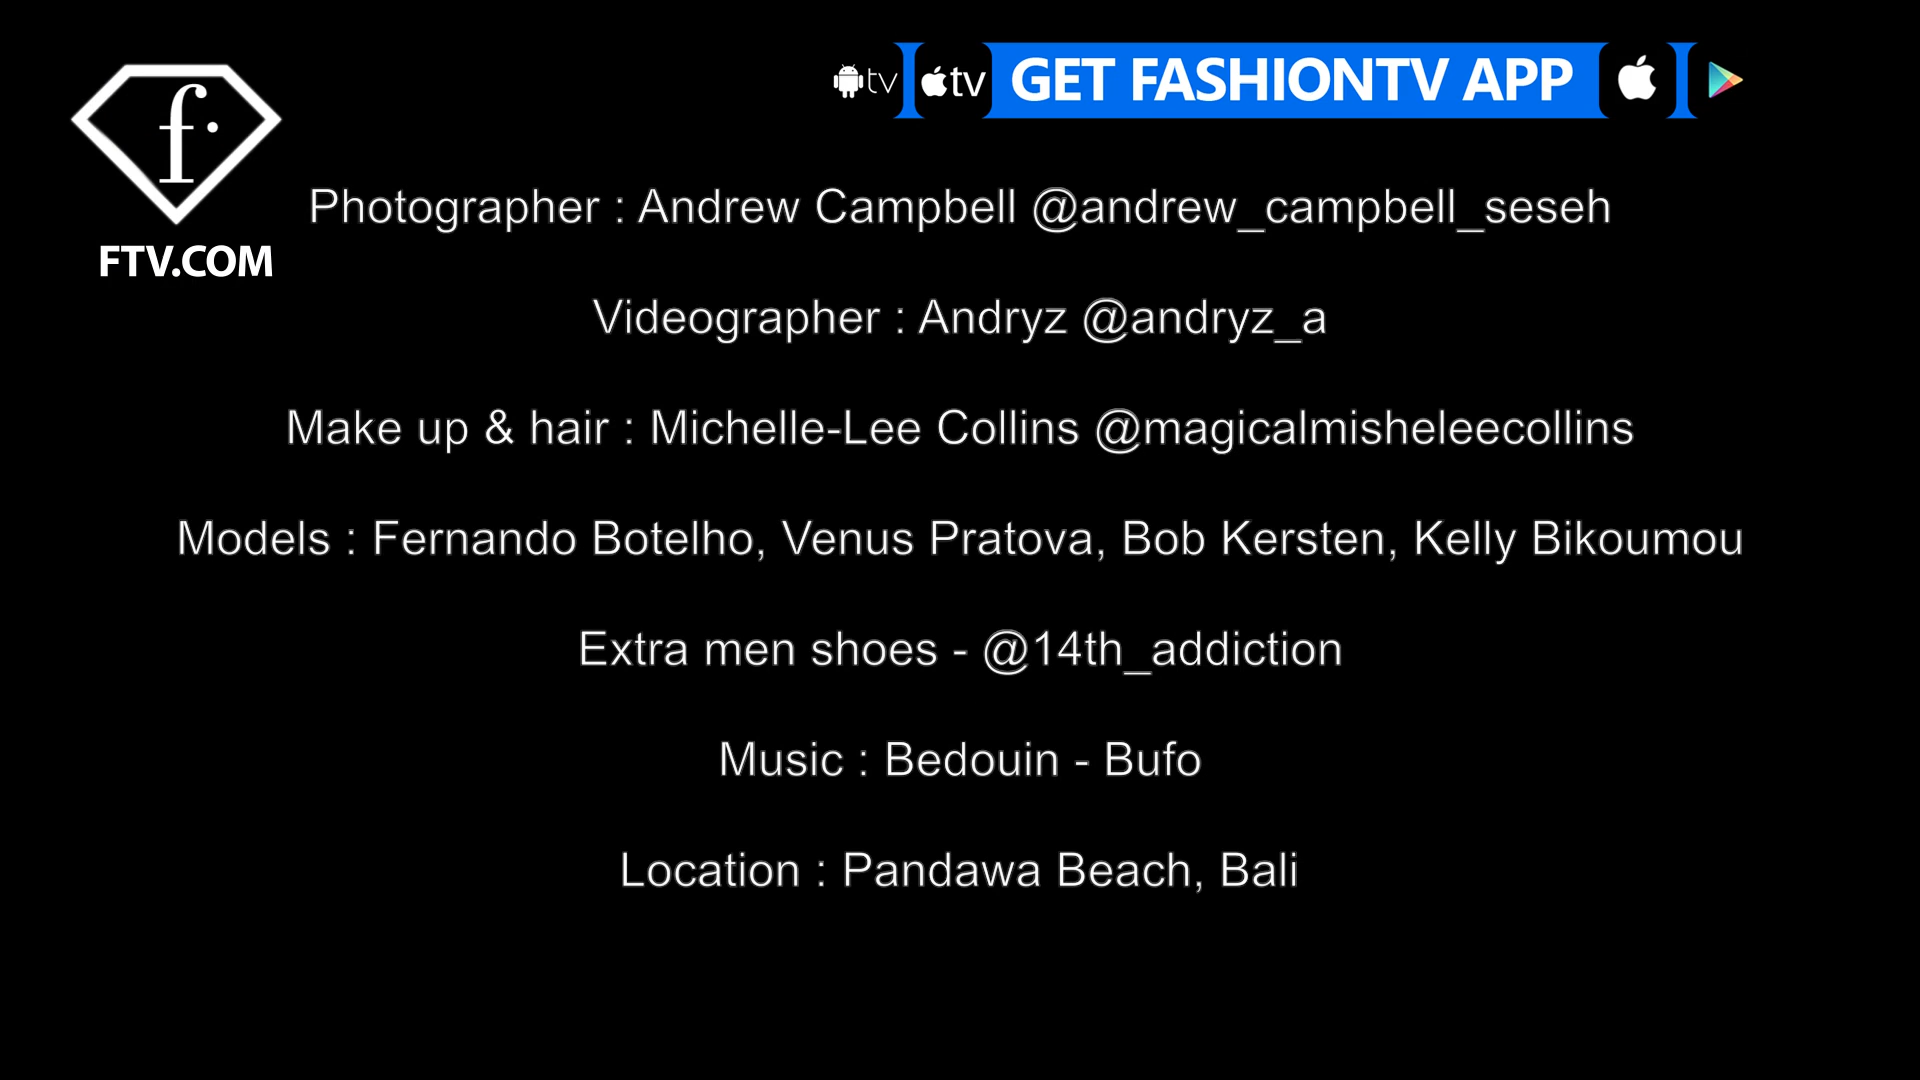 tv tv GET FASHIONTV APP
f.
FTV.COM
Photographer : Andrew Campbell @andrew_campbell_seseh
Videographer : Andryz @andryz_a
Make up & hair : Michelle-Lee Collins @magicalmisheleecollins
Models : Fernando Botelho, Venus Pratova, Bob Kersten, Kelly Bikoumou
Extra men shoes - @14th_addiction
Music : Bedouin - Bufo
Location : Pandawa Beach, Bali